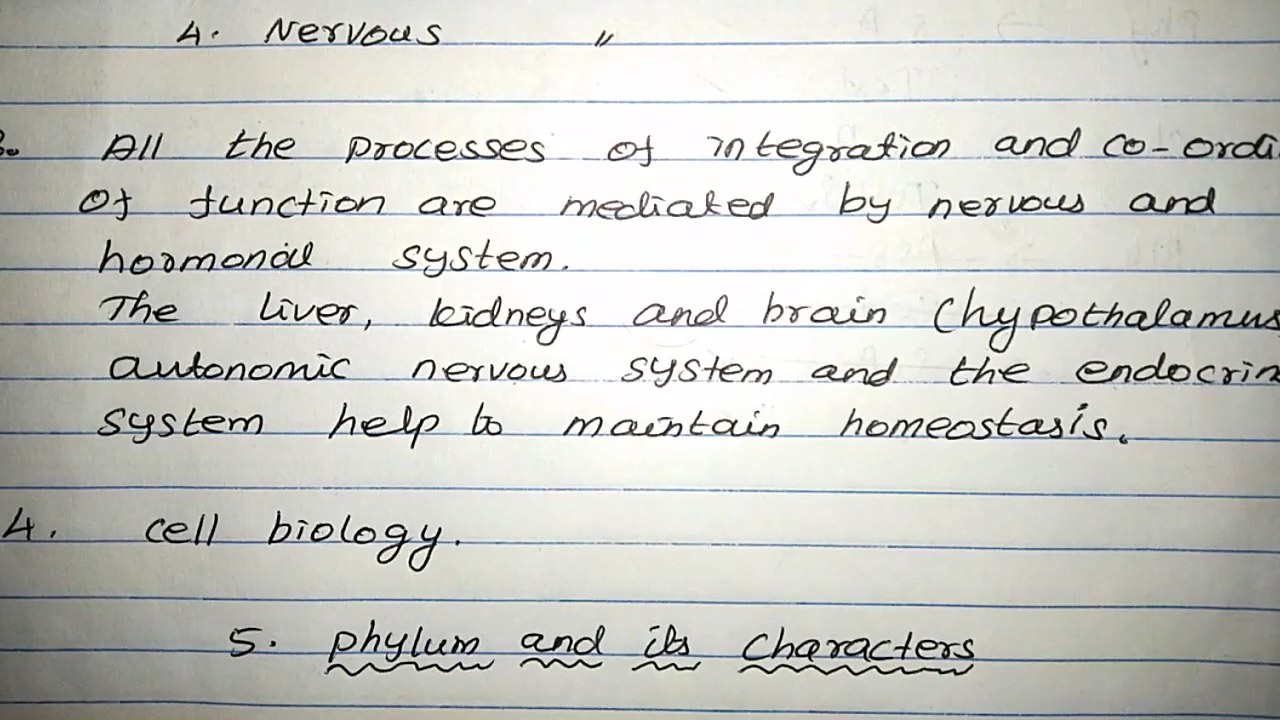 4. Nervous "
3. All the processes of integration and co-ordi
of function are mediated by nervous and
hormonal system.
The liver, kidneys and brain (hypothalamus
autonomic nervous system and the endocrin
system help to maintain homeostasis.
4. cell biology.
5. phylum and its characters